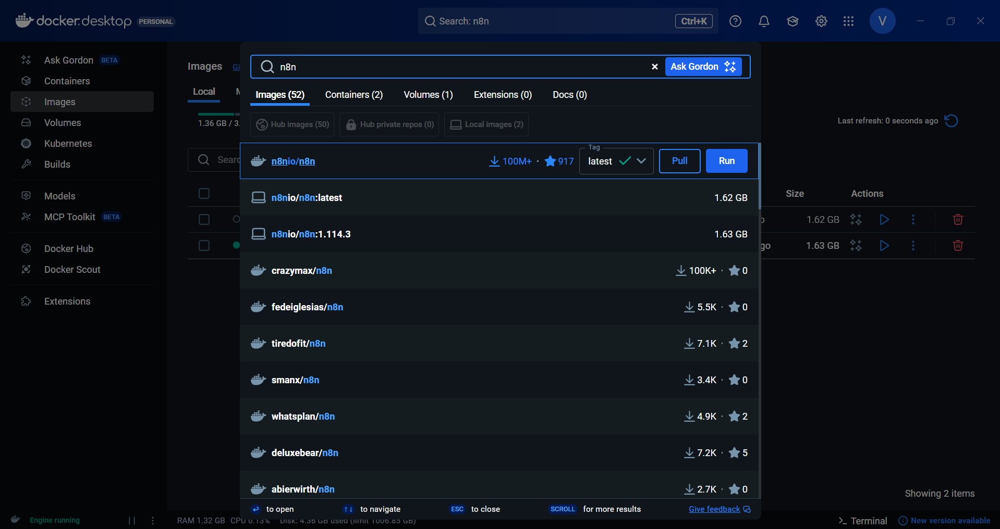 docker.desktop PERSONAL
Search: n8n Ctrl+K
V
Ask Gordon BETA
Containers
Images
Volumes
Kubernetes
Builds
Models
MCP Toolkit BETA
Docker Hub
Docker Scout
Extensions
Images Gi
Local
1.36 GB / 3.
Last refresh: 0 seconds ago
Sear
n8n
Ask Gordon
Images (52) Containers (2) Volumes (1) Extensions (0) Docs (0)
Hub images (50) Hub private repos (0) Local images (2)
Tag
n8nio/n8n 100M+ · 917 latest Pull Run
n8nio/n8n:latest 1.62 GB
n8nio/n8n:1.114.3 1.63 GB
crazymax/n8n 100K+ · 0
fedeiglesias/n8n 5.5K · 0
tiredofit/n8n 7.1K · 2
smanx/n8n 3.4K · 0
whatsplan/n8n 4.9K · 2
deluxebear/n8n 7.2K · 5
abierwirth/n8n 2.7K · 0
to open ↑↓ to navigate ESC to close SCROLL for more results Give feedback
Size Actions
1.62 GB
go 1.63 GB
Showing 2 items
Engine running
RAM 1.32 GB CPU 0.13% Disk: 4.36 GB used (limit 1006.85 GB)
Terminal
New version available